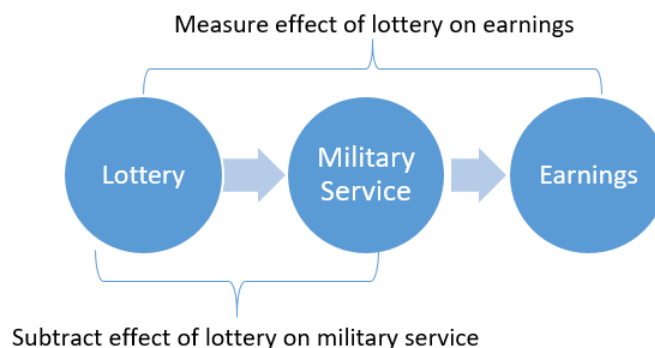 Measure effect of lottery on earnings
Lottery
Military
Service
Earnings
Subtract effect of lottery on military service